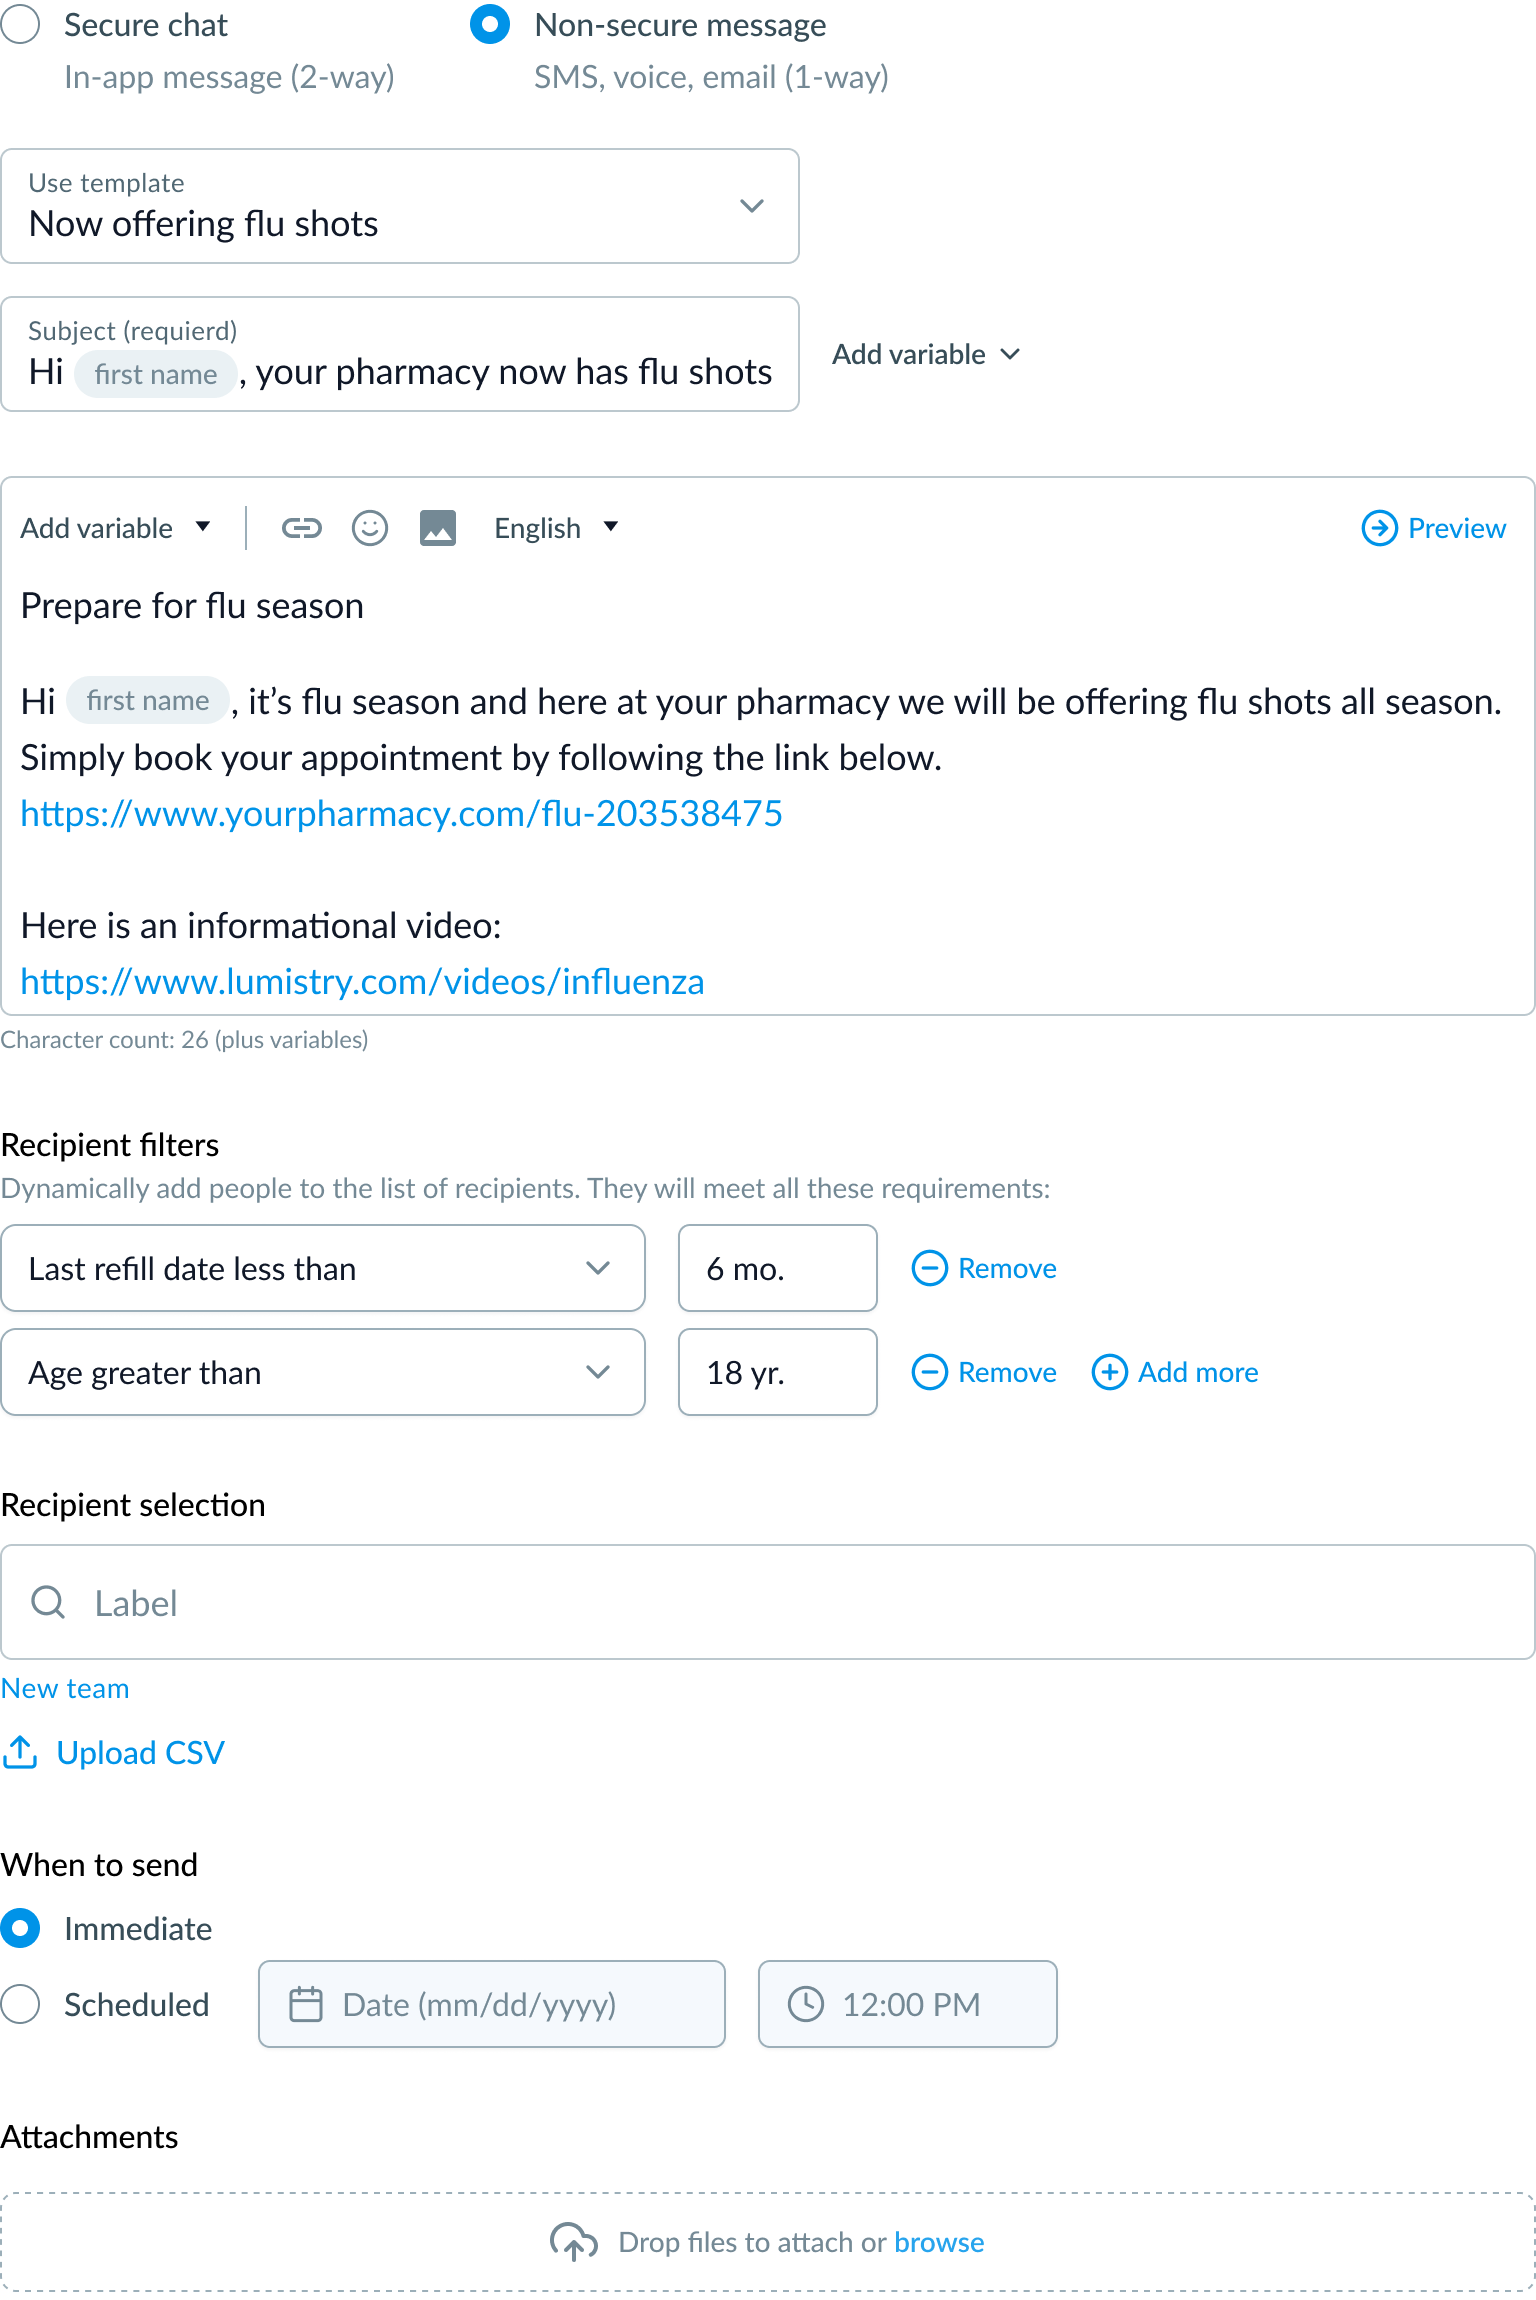 Secure chat
Non-secure message
In-app message (2-way)
SMS, voice, email (1-way)
Use template
Now offering flu shots
Subject (requierd)
Hi first name, your pharmacy now has flu shots
Add variable
Add variable
English
Preview
Prepare for flu season
Hi first name, it’s flu season and here at your pharmacy we will be offering flu shots all season.
Simply book your appointment by following the link below.
https://www.yourpharmacy.com/flu-203538475
Here is an informational video:
https://www.lumistry.com/videos/influenza
Character count: 26 (plus variables)
Recipient filters
Dynamically add people to the list of recipients. They will meet all these requirements:
Last refill date less than
6 mo.
Remove
Age greater than
18 yr.
Remove
Add more
Recipient selection
Label
New team
Upload CSV
When to send
Immediate
Scheduled
Date (mm/dd/yyyy)
12:00 PM
Attachments
Drop files to attach or browse